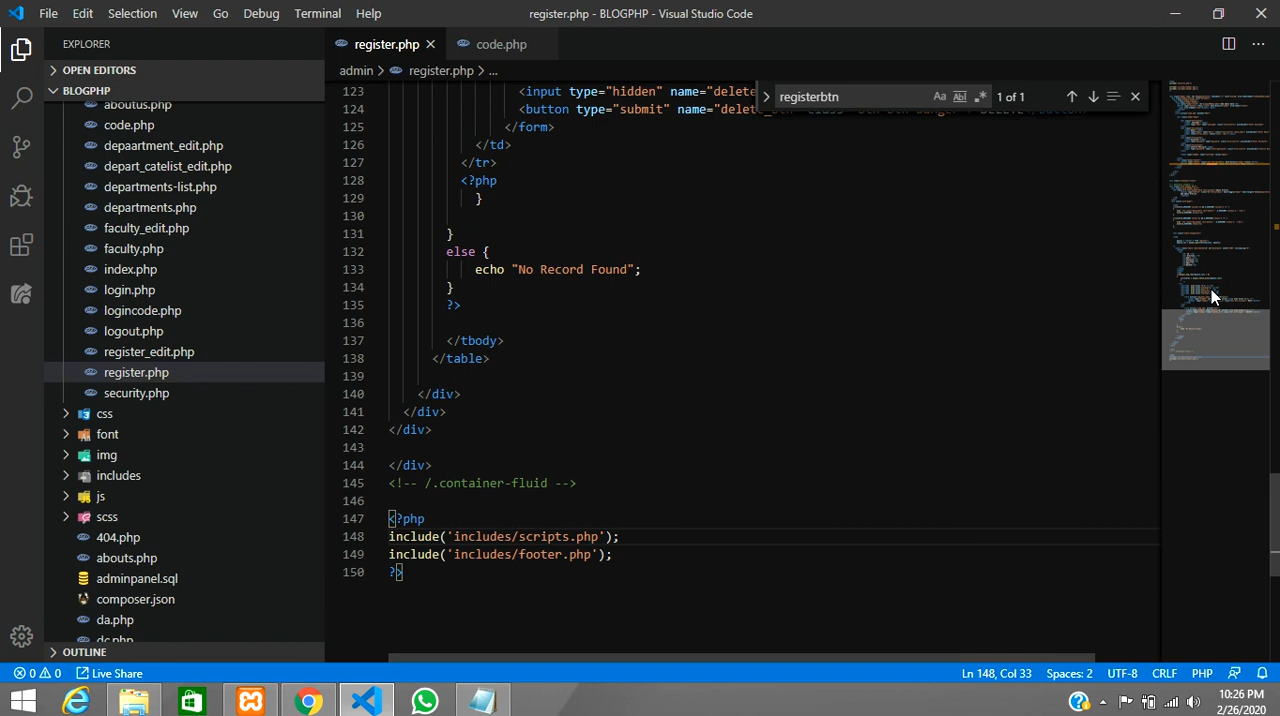 File Edit Selection View Go Debug Terminal Help
register.php - BLOGPHP - Visual Studio Code
EXPLORER
OPEN EDITORS
BLOGPHP
aboutus.php
code.php
depaartment_edit.php
depart_catelist_edit.php
departments-list.php
departments.php
faculty_edit.php
faculty.php
index.php
login.php
logincode.php
logout.php
register_edit.php
register.php
security.php
css
font
img
includes
js
scss
404.php
abouts.php
adminpanel.sql
composer.json
da.php
dc.php
OUTLINE
register.php code.php
admin > register.php > ...
registerbtn
1 of 1
123 <input type="hidden" name="delete
124 <button type="submit" name="delete_
125 </form>
126 </td>
127 </tr>
128 <?php
129 }
130
131 }
132 else
133 "No Record Found";
134 }
135 ?>
136
137 </tbody>
138 </table>
139
140 </div>
141 </div>
142 </div>
143
144 </div>
145 <!-- /.container-fluid -->
146
147 <?php
148 include('includes/scripts.php');
149 include('includes/footer.php');
150 ?>
0 0 Live Share
Ln 148, Col 33 Spaces: 2 UTF-8 CRLF PHP
10:26 PM
2/26/2020